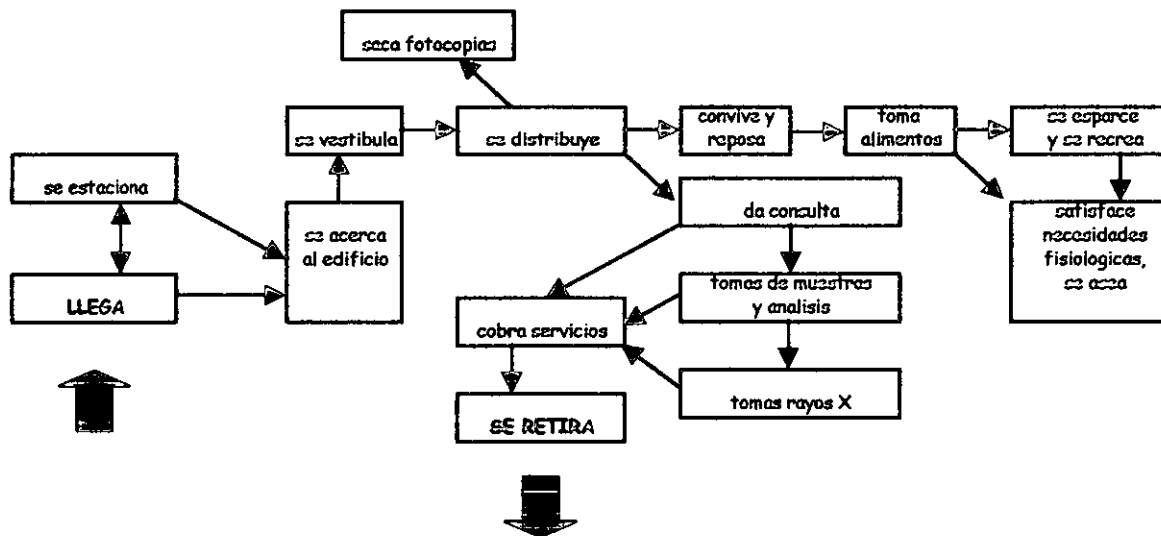 saca fotocopias
se vestibula
se distribuye
convive y
reposa
toma
alimentos
se esparce
y se recrea
se estaciona
se acerca
al edificio
da consulta
satisface
necesidades
fisiologicas,
se asea
LLEGA
tomas de muestras
y analisis
cobra servicios
tomas rayos X
SE RETIRA